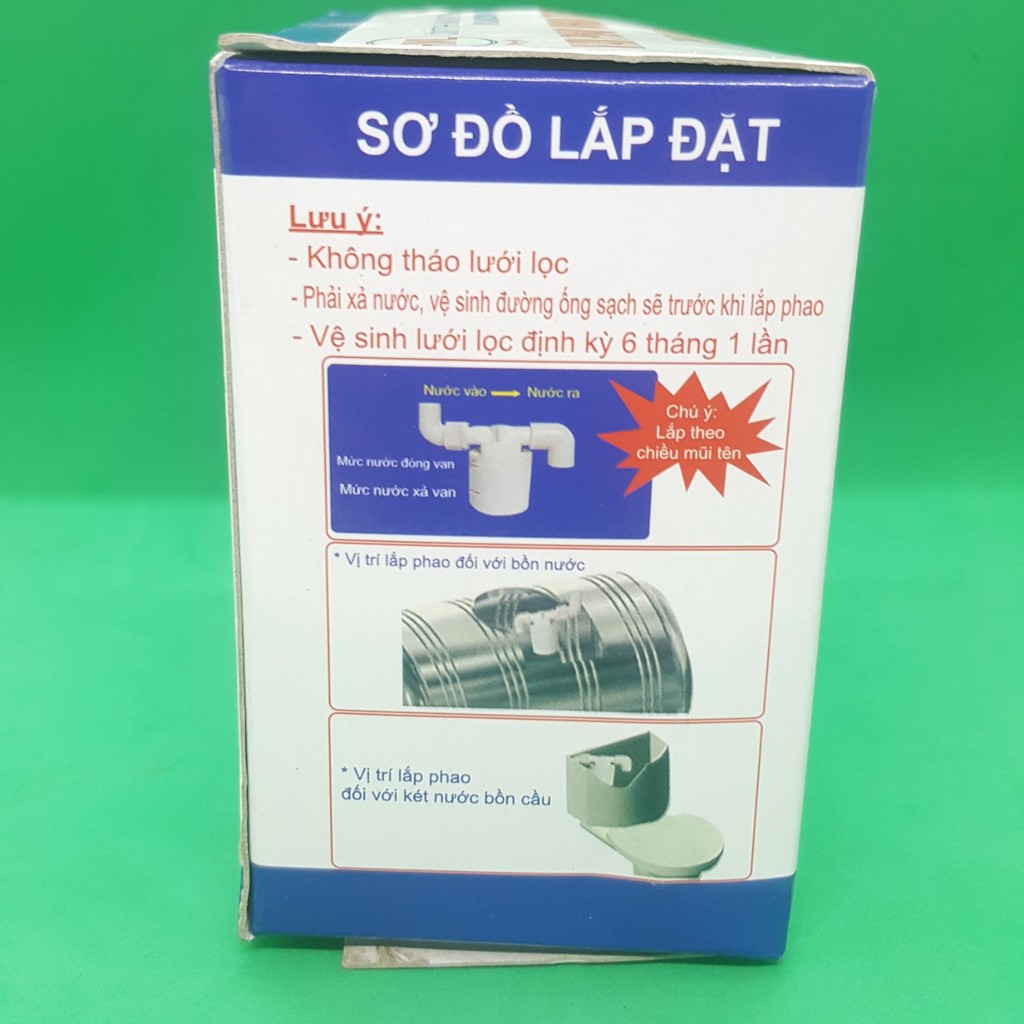 SƠ ĐỒ LẮP ĐẶT
Lưu ý:
- Không tháo lưới lọc
- Phải xả nước, vệ sinh đường ống sạch sẽ trước khi lắp phao
- Vệ sinh lưới lọc định kỳ 6 tháng 1 lần
Nước vào → Nước ra
Chú ý:
Lắp theo
chiều mũi tên
Mức nước đóng van
Mức nước xả van
* Vị trí lắp phao đối với bồn nước
* Vị trí lắp phao
đối với két nước bồn cầu